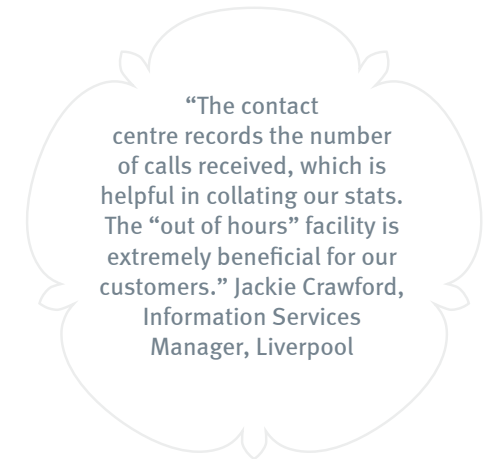 “The contact
centre records the number
of calls received, which is
helpful in collating our stats.
The “out of hours” facility is
extremely beneficial for our
customers.” Jackie Crawford,
Information Services
Manager, Liverpool